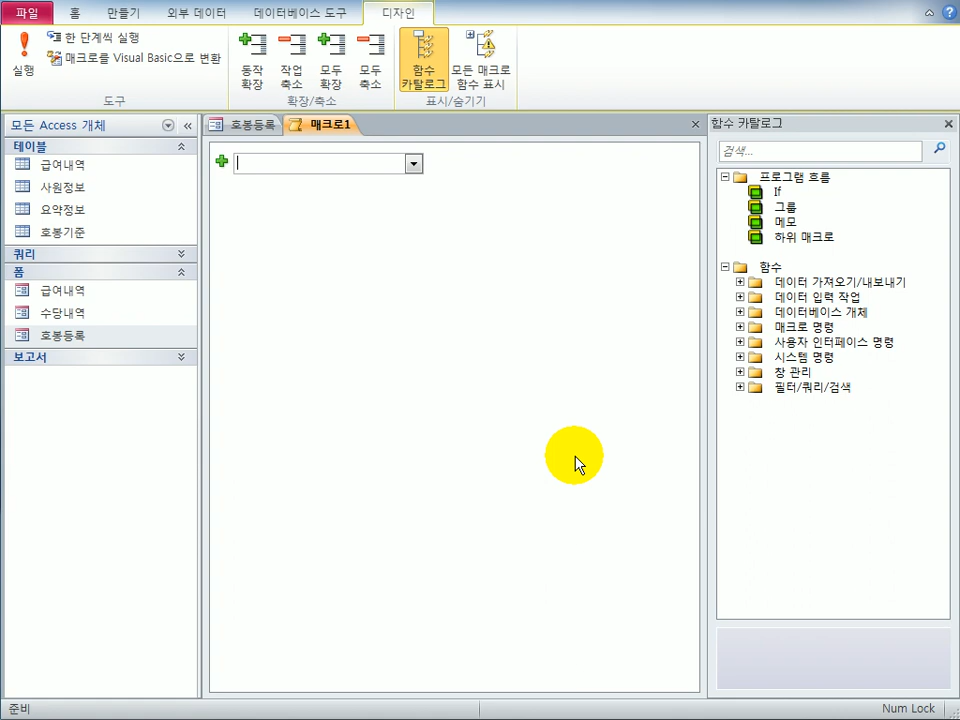 파일 홈 만들기 외부 데이터 데이터베이스 도구 디자인
실행
한 단계씩 실행
매크로를 Visual Basic으로 변환
도구
동작 확장
작업 축소
모두 확장
모두 축소
확장/축소
함수 카탈로그
모든 매크로 함수 표시
표시/숨기기
모든 Access 개체
테이블
급여내역
사원정보
요약정보
호봉기준
쿼리
폼
급여내역
수당내역
호봉등록
보고서
호봉등록 매크로1
함수 카탈로그
검색...
프로그램 흐름
If
그룹
메모
하위 매크로
함수
데이터 가져오기/내보내기
데이터 입력 작업
데이터베이스 개체
매크로 명령
사용자 인터페이스 명령
시스템 명령
창 관리
필터/쿼리/검색
준비
Num Lock